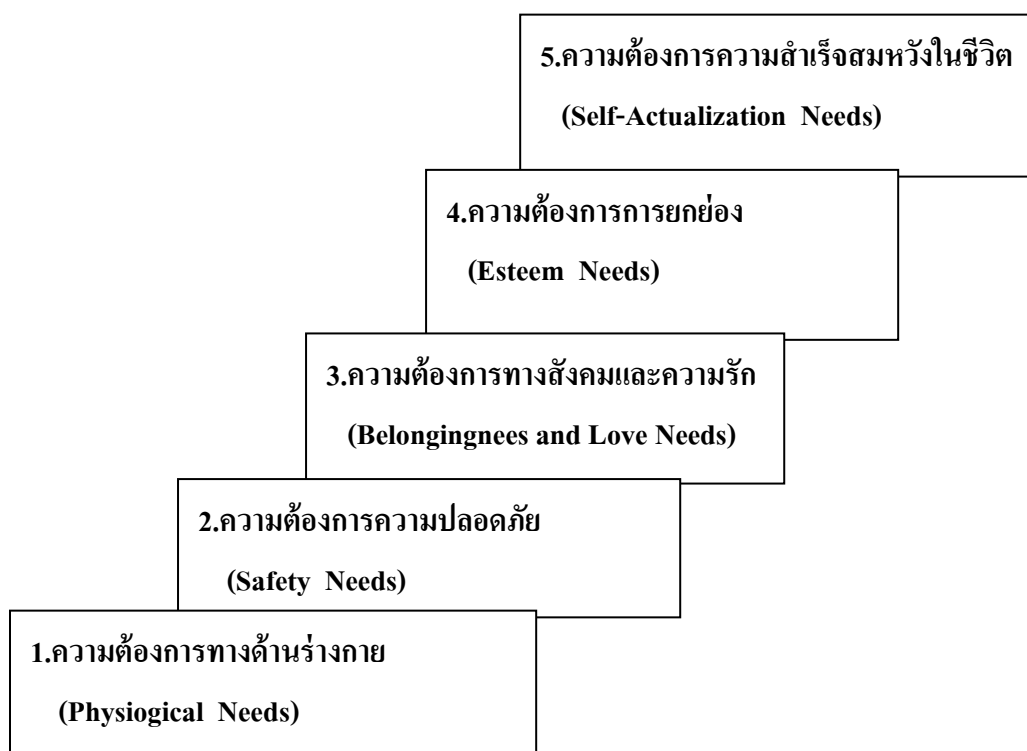 5.ความต้องการความสำเร็จสมหวังในชีวิต
(Self-Actualization Needs)
4.ความต้องการการยกย่อง
(Esteem Needs)
3.ความต้องการทางสังคมและความรัก
(Belongingnees and Love Needs)
2.ความต้องการความปลอดภัย
(Safety Needs)
1.ความต้องการทางด้านร่างกาย
(Physiogical Needs)